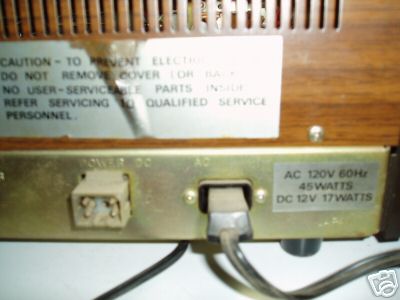 CAUTION - TO PREVENT ELECTRIC
DO NOT REMOVE COVER (OR BACK
NO USER-SERVICEABLE PARTS INSIDE
REFER SERVICING TO QUALIFIED SERVICE
PERSONNEL.
POWER DC
AC
AC 120V 60Hz
45WATTS
DC 12V 17WATTS
ebY